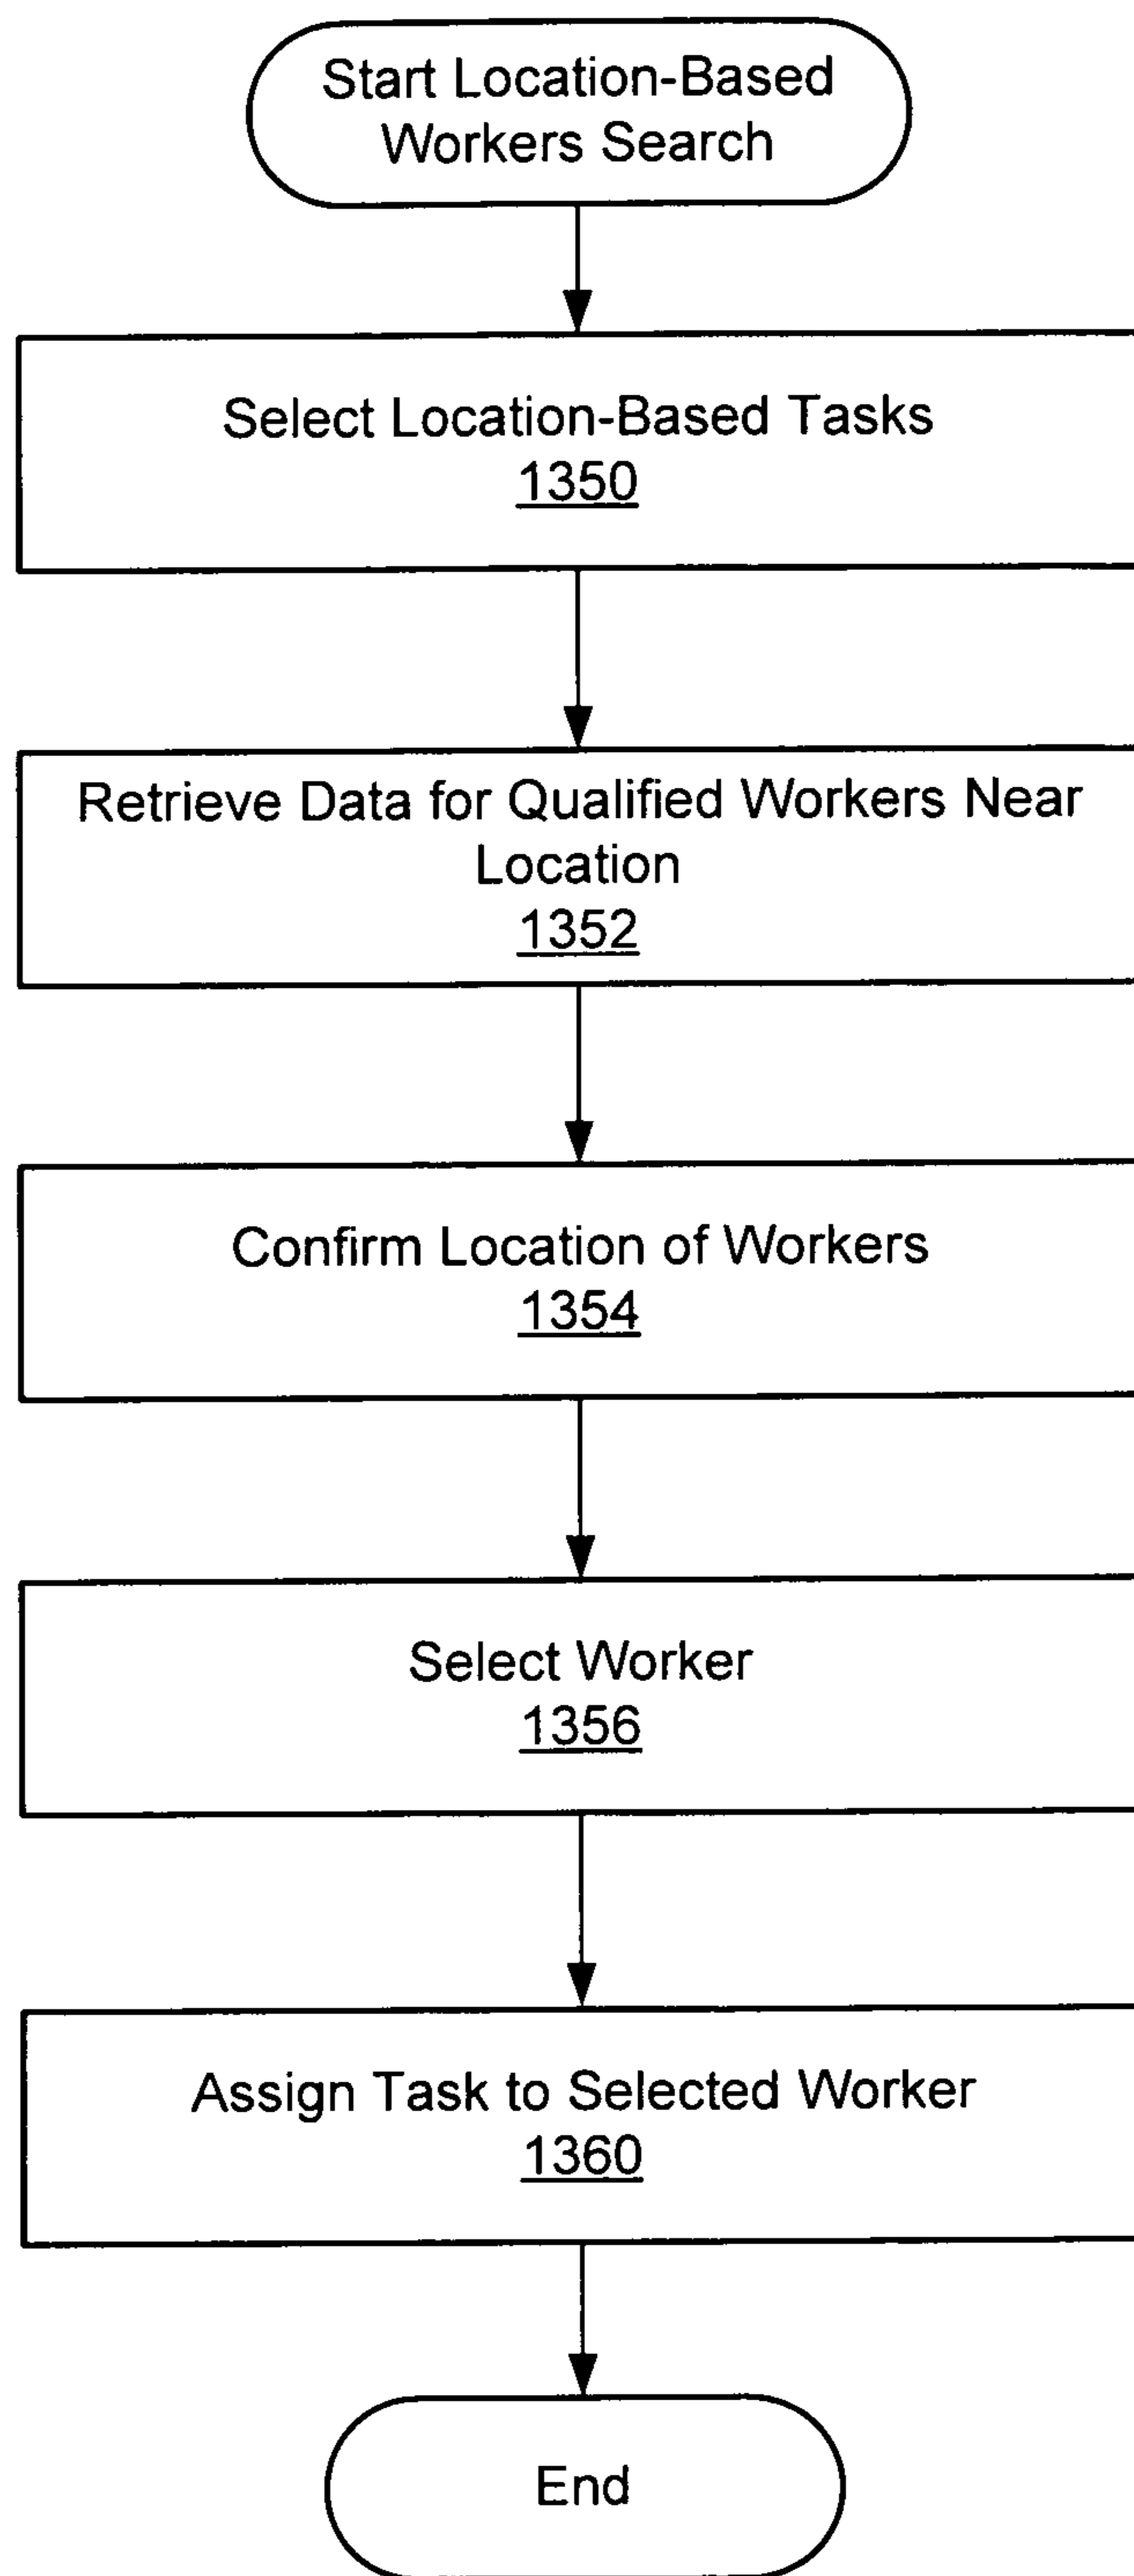 Start Location-Based
Workers Search
Select Location-Based Tasks
1350
Retrieve Data for Qualified Workers Near
Location
1352
Confirm Location of Workers
1354
Select Worker
1356
Assign Task to Selected Worker
1360
End